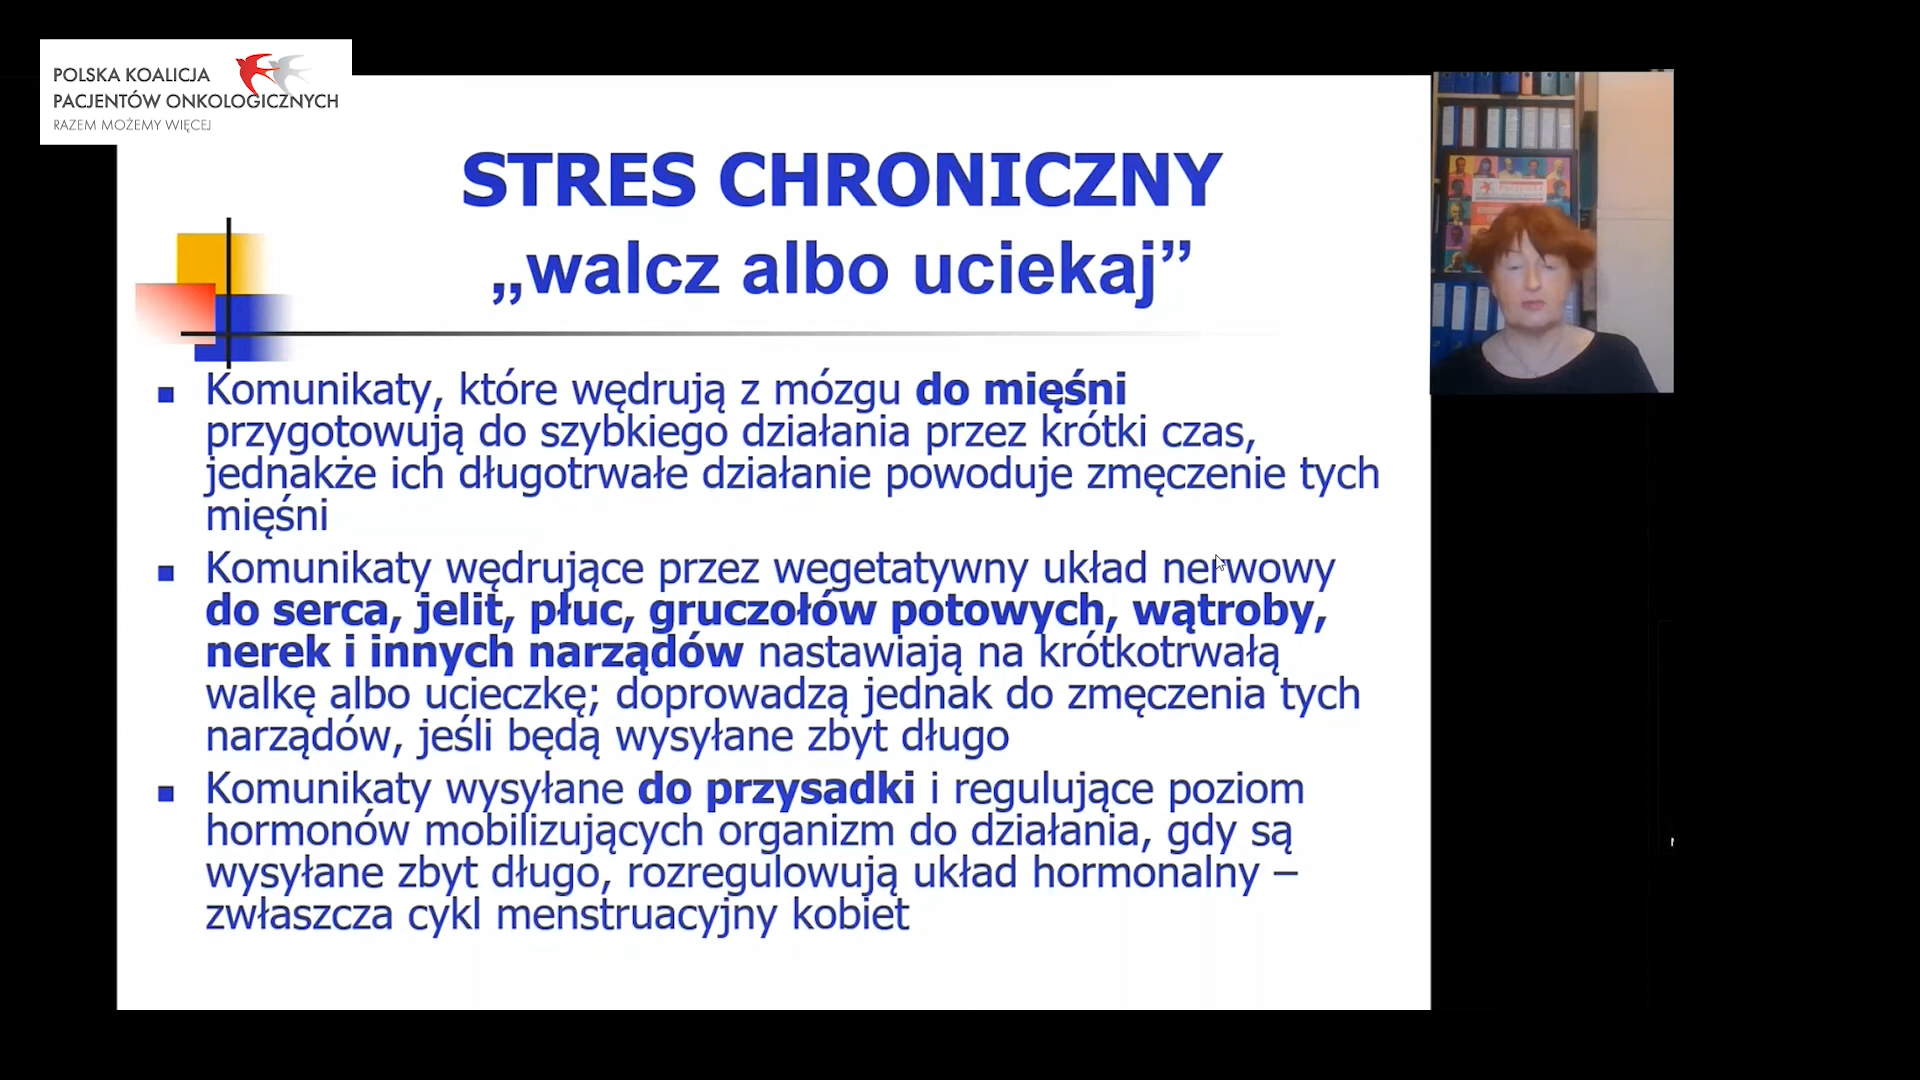 POLSKA KOALICJA
PACJENTÓW ONKOLOGICZNYCH
RAZEM MOŻEMY WIĘCEJ
STRES CHRONICZNY
„walcz albo uciekaj”
Komunikaty, które wędrują z mózgu do mięśni
przygotowują do szybkiego działania przez krótki czas,
jednakże ich długotrwałe działanie powoduje zmęczenie tych
mięśni
Komunikaty wędrujące przez wegetatywny układ nerwowy
do serca, jelit, płuc, gruczołów potowych, wątroby,
nerek i innych narządów nastawiają na krótkotrwałą
walkę albo ucieczkę; doprowadzą jednak do zmęczenia tych
narządów, jeśli będą wysyłane zbyt długo
Komunikaty wysyłane do przysadki i regulujące poziom
hormonów mobilizujących organizm do działania, gdy są
wysyłane zbyt długo, rozregulowują układ hormonalny –
zwłaszcza cykl menstruacyjny kobiet